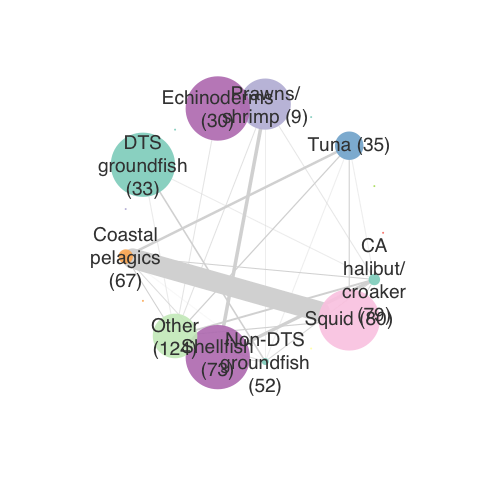 Echinoderms
(30)
Prawns/
shrimp (9)
Tuna (35)
DTS
groundfish
(33)
Coastal
pelagics
(67)
CA
halibut/
croaker
(79)
Squid (80)
Other
(124)
Shellfish
(73)
Non-DTS
groundfish
(52)